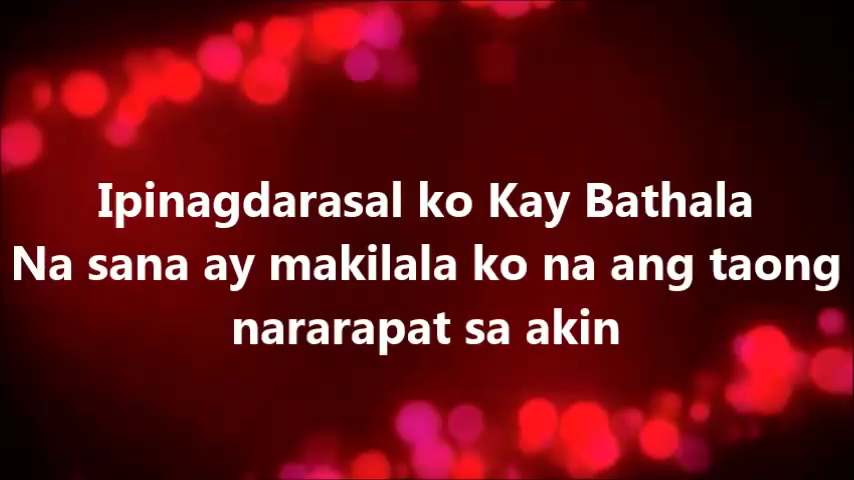 Ipinagdarasal ko Kay Bathala
Na sana ay makilala ko na ang taong
nararapat sa akin